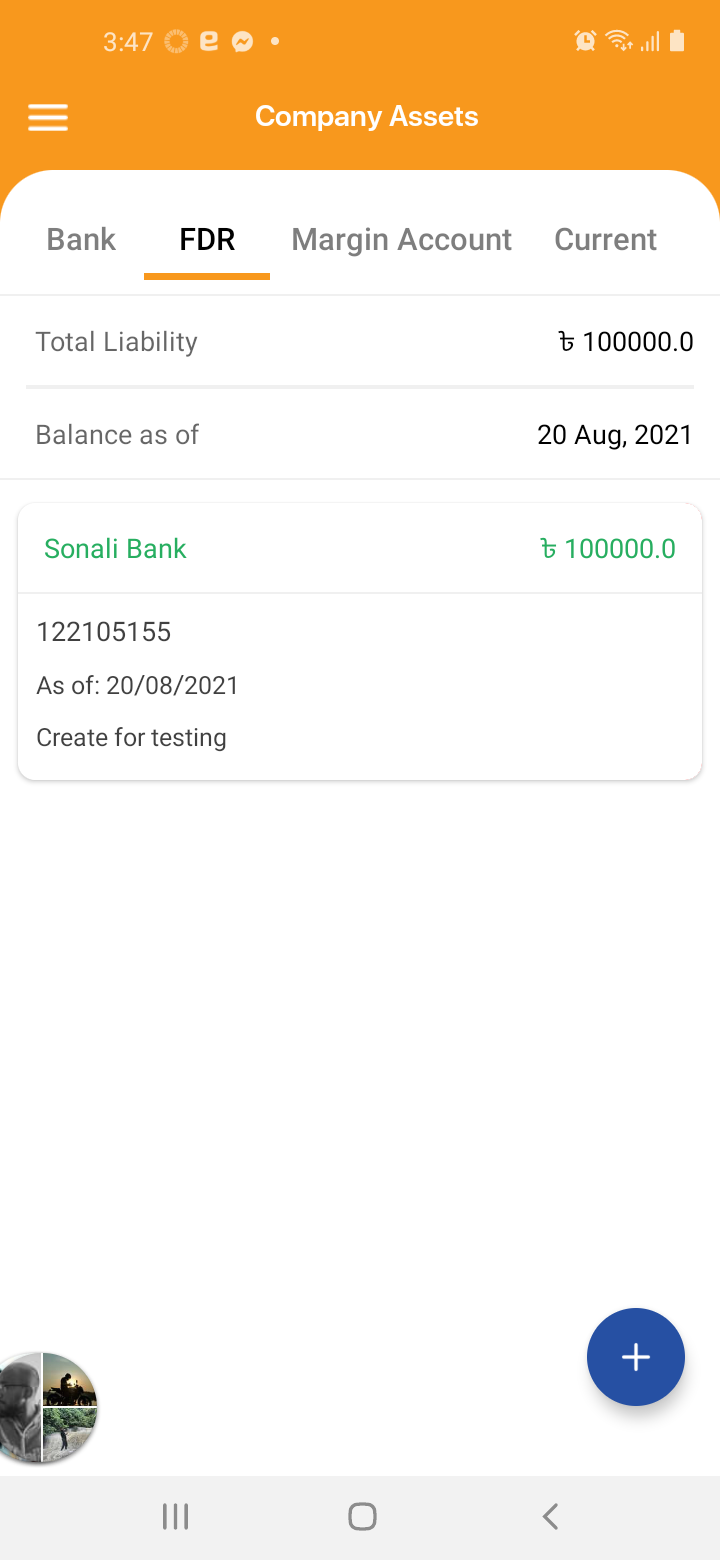 3:47
Company Assets
Bank FDR Margin Account Current
Total Liability ৳ 100000.0
Balance as of 20 Aug, 2021
Sonali Bank ৳ 100000.0
122105155
As of: 20/08/2021
Create for testing